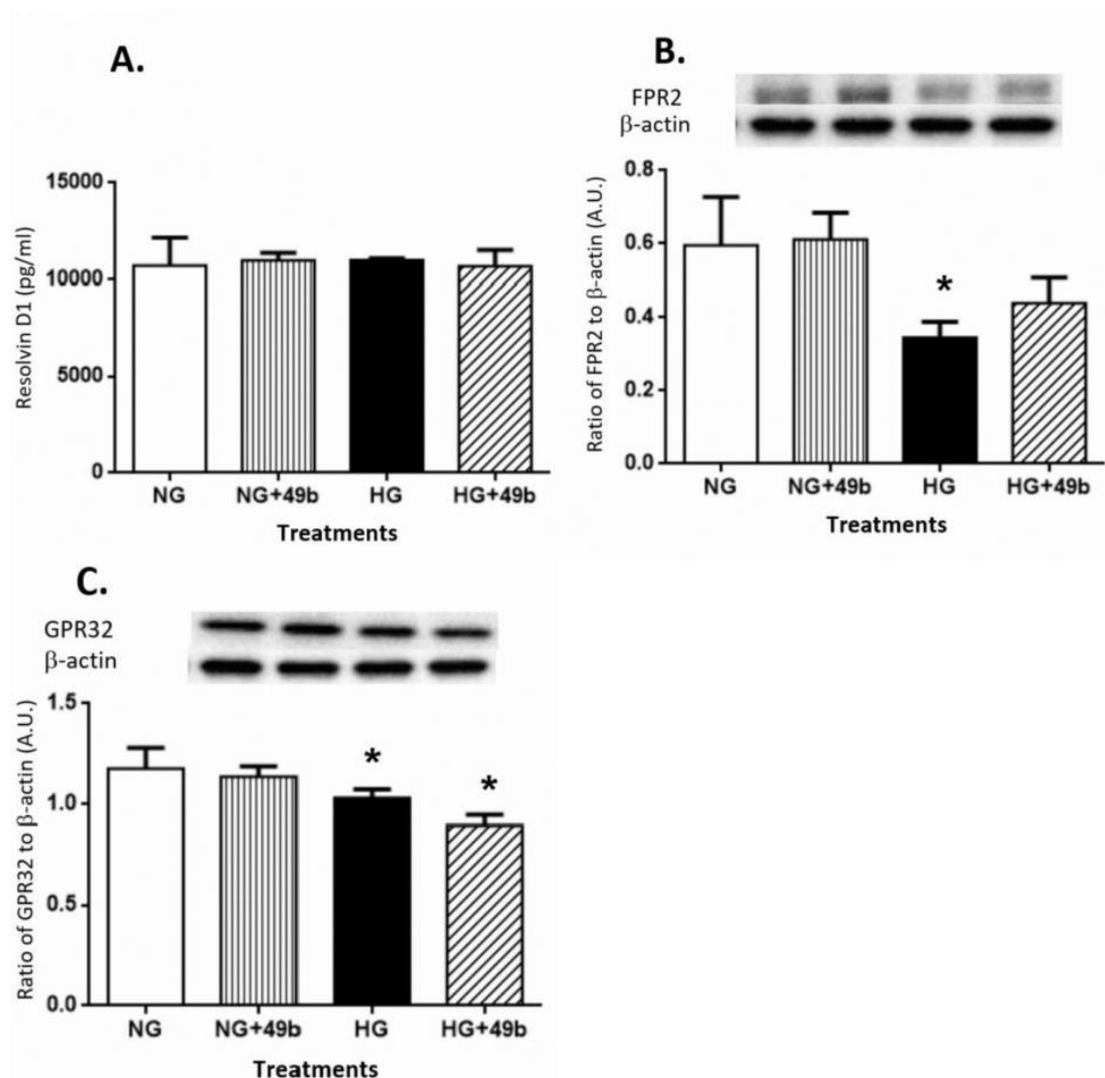 A.
Resolvin D1 (pg/ml)
15000
10000
5000
0
NG NG+49b HG HG+49b
Treatments
B.
FPR2
β-actin
Ratio of FPR2 to β-actin (A.U.)
0.8
0.6
0.4
0.2
0.0
*
NG NG+49b HG HG+49b
Treatments
C.
GPR32
β-actin
Ratio of GPR32 to β-actin (A.U.)
1.5
1.0
0.5
0.0
*
*
NG NG+49b HG HG+49b
Treatments